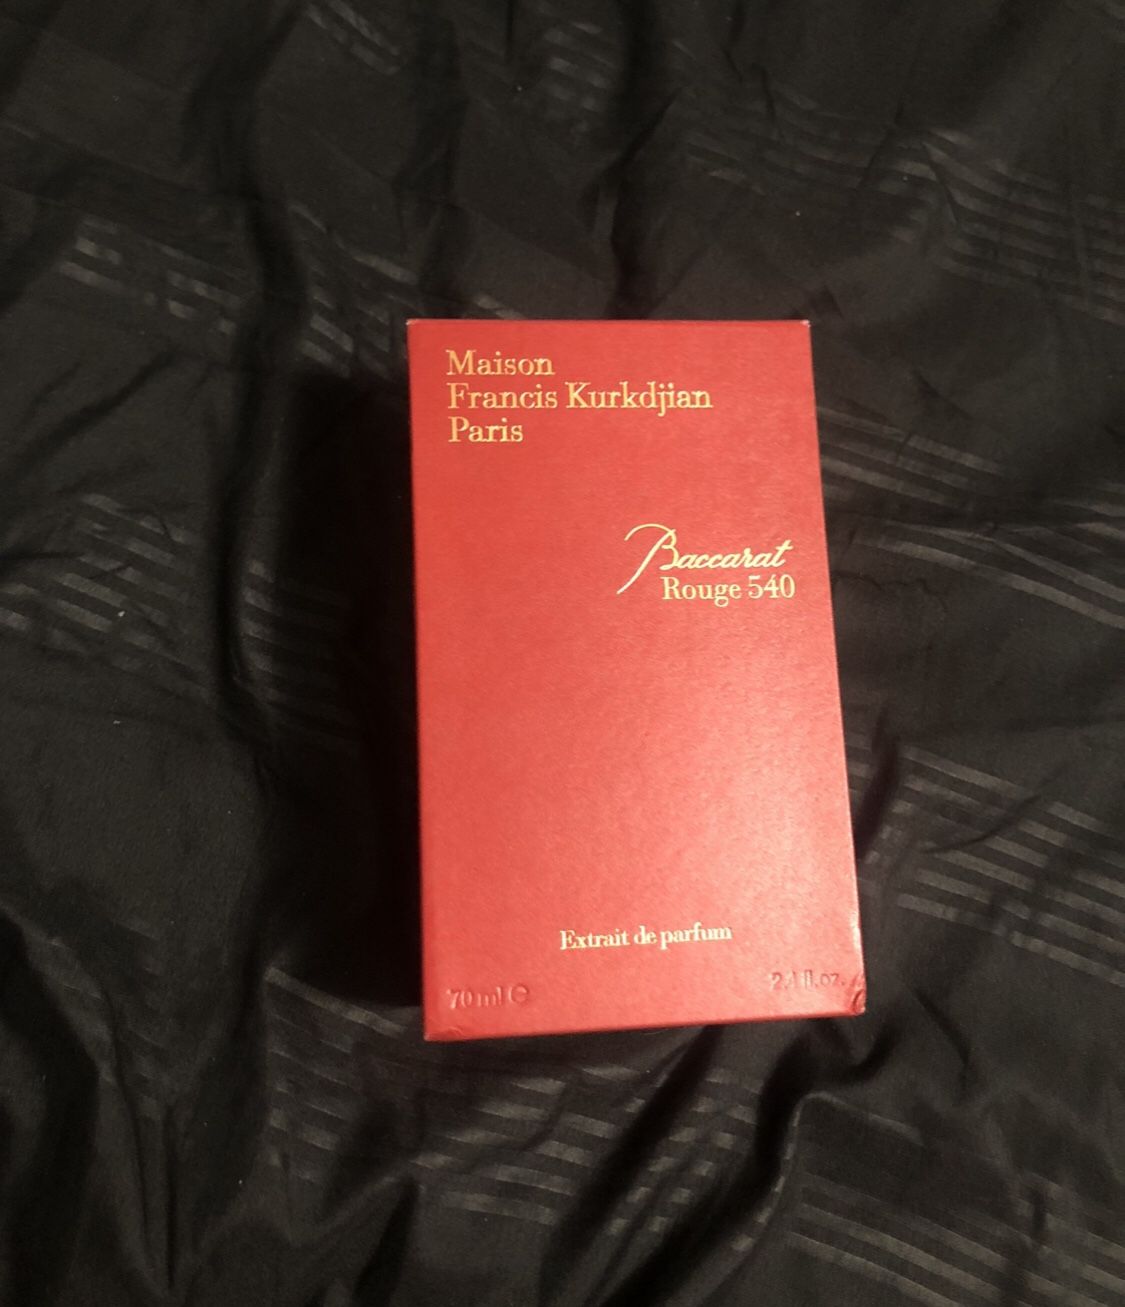 Maison
Francis Kurkdjian
Paris
Baccarat
Rouge 540
Extrait de parfum
70 ml ℮
2.4 fl.oz.